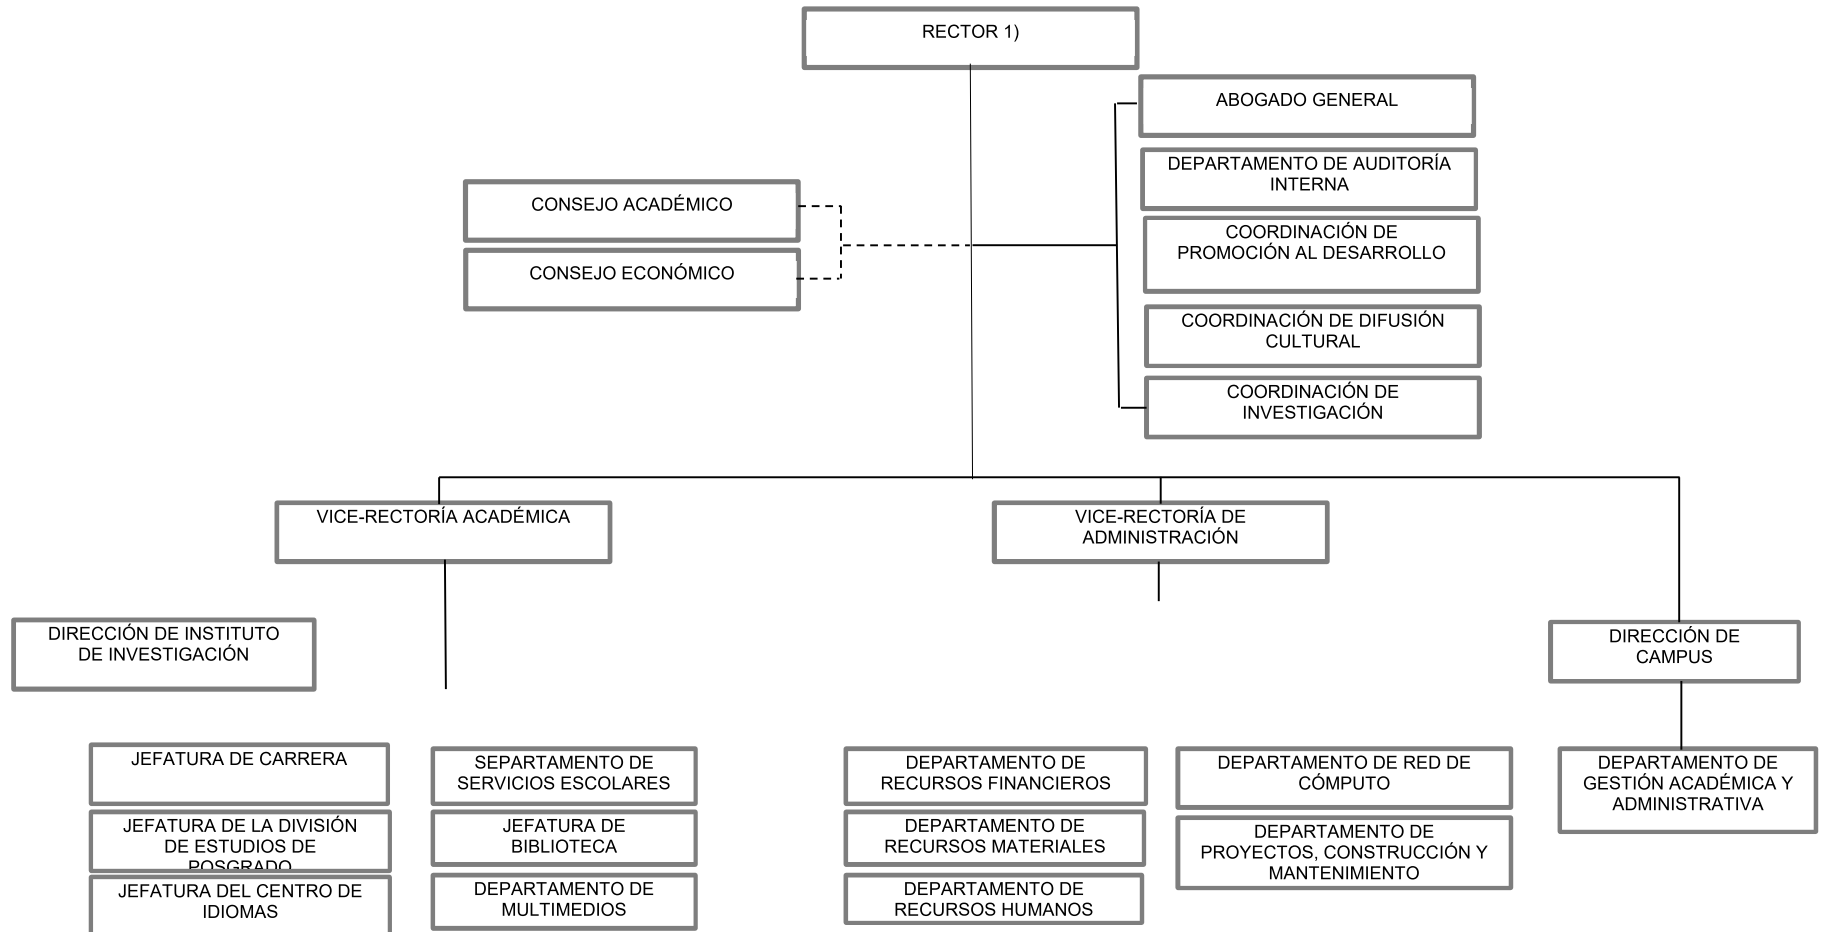 RECTOR 1)
ABOGADO GENERAL
DEPARTAMENTO DE AUDITORÍA
INTERNA
CONSEJO ACADÉMICO
COORDINACIÓN DE
PROMOCIÓN AL DESARROLLO
CONSEJO ECONÓMICO
COORDINACIÓN DE DIFUSIÓN
CULTURAL
COORDINACIÓN DE
INVESTIGACIÓN
VICE-RECTORÍA ACADÉMICA
VICE-RECTORÍA DE
ADMINISTRACIÓN
DIRECCIÓN DE INSTITUTO
DE INVESTIGACIÓN
DIRECCIÓN DE
CAMPUS
JEFATURA DE CARRERA
SEPARTAMENTO DE
SERVICIOS ESCOLARES
DEPARTAMENTO DE
RECURSOS FINANCIEROS
DEPARTAMENTO DE RED DE
CÓMPUTO
DEPARTAMENTO DE
GESTIÓN ACADÉMICA Y
ADMINISTRATIVA
JEFATURA DE LA DIVISIÓN
DE ESTUDIOS DE
POSGRADO
JEFATURA DE
BIBLIOTECA
DEPARTAMENTO DE
RECURSOS MATERIALES
DEPARTAMENTO DE
PROYECTOS, CONSTRUCCIÓN Y
MANTENIMIENTO
JEFATURA DEL CENTRO DE
IDIOMAS
DEPARTAMENTO DE
MULTIMEDIOS
DEPARTAMENTO DE
RECURSOS HUMANOS